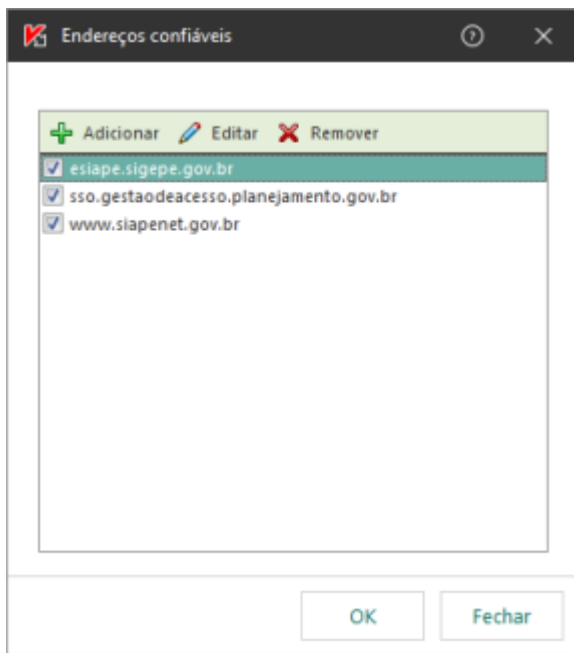 Endereços confiáveis
Adicionar Editar Remover
esiape.sigepe.gov.br
sso.gestaodeacesso.planejamento.gov.br
www.siapenet.gov.br
OK Fechar